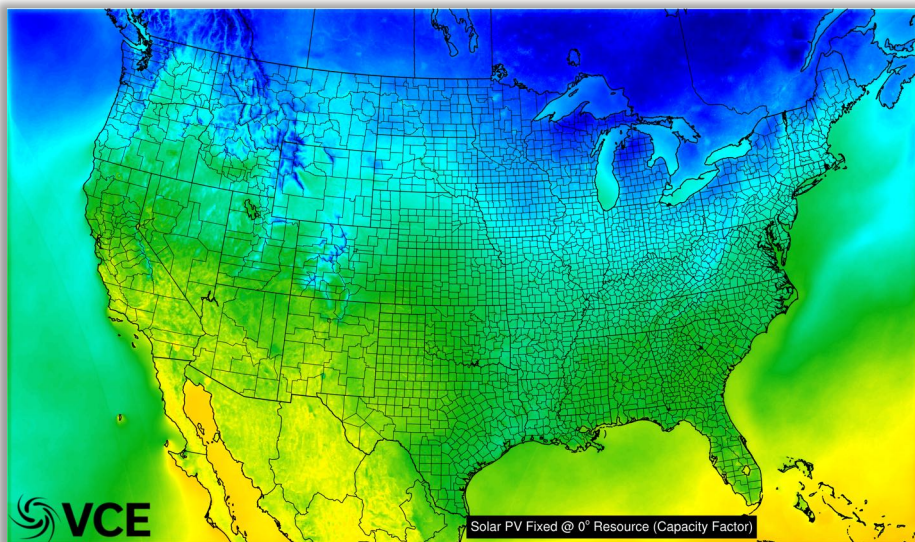 VCE
Solar PV Fixed @ 0° Resource (Capacity Factor)